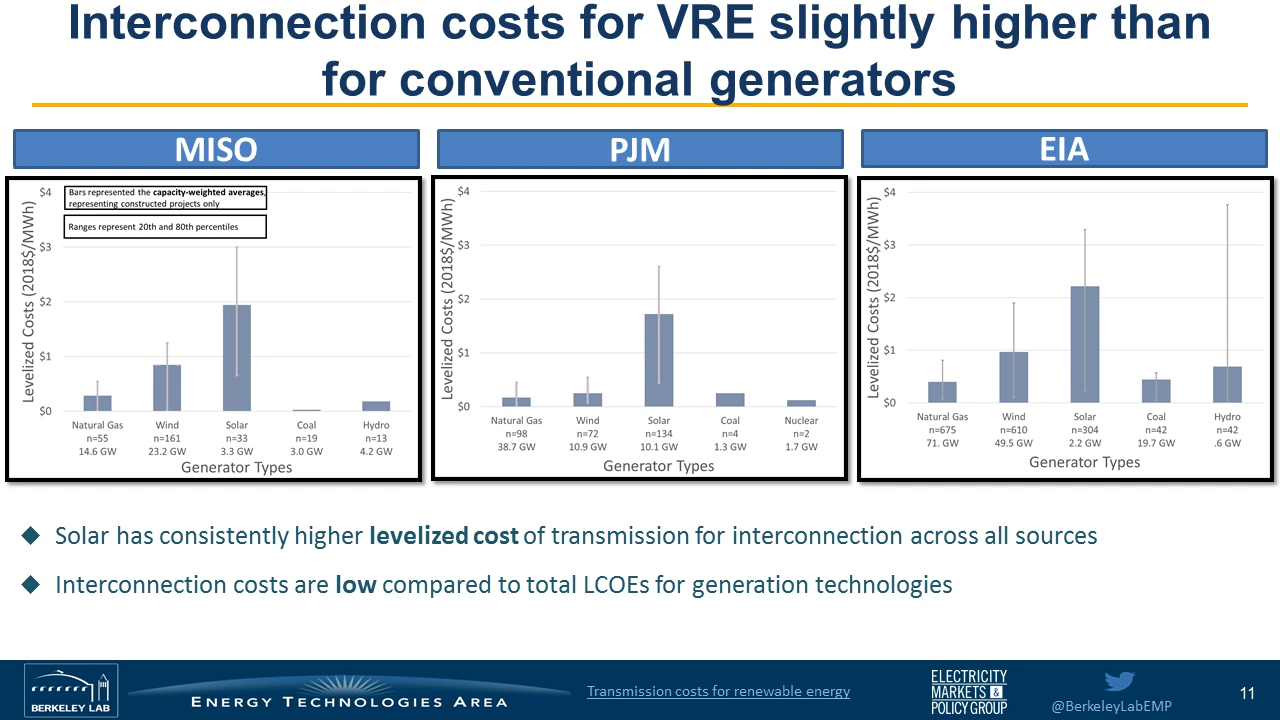 Interconnection costs for VRE slightly higher than
for conventional generators
MISO
Levelized Costs (2018$/MWh)
$4
$3
$2
$1
$0
Bars represented the capacity-weighted averages,
representing constructed projects only
Ranges represent 20th and 80th percentiles
Natural Gas Wind Solar Coal Hydro
n=55 n=161 n=33 n=19 n=13
14.6 GW 23.2 GW 3.3 GW 3.0 GW 4.2 GW
Generator Types
PJM
Levelized Costs (2018$/MWh)
$4
$3
$2
$1
$0
Natural Gas Wind Solar Coal Nuclear
n=98 n=72 n=134 n=4 n=2
38.7 GW 10.9 GW 10.1 GW 1.3 GW 1.7 GW
Generator Types
EIA
Levelized Costs (2018$/MWh)
$4
$3
$2
$1
$0
Natural Gas Wind Solar Coal Hydro
n=675 n=610 n=304 n=42 n=42
71. GW 49.5 GW 2.2 GW 19.7 GW .6 GW
Generator Types
◆ Solar has consistently higher levelized cost of transmission for interconnection across all sources
◆ Interconnection costs are low compared to total LCOEs for generation technologies
BERKELEY LAB
ENERGY TECHNOLOGIES AREA
Transmission costs for renewable energy
ELECTRICITY
MARKETS &
POLICY GROUP
@BerkeleyLabEMP
11